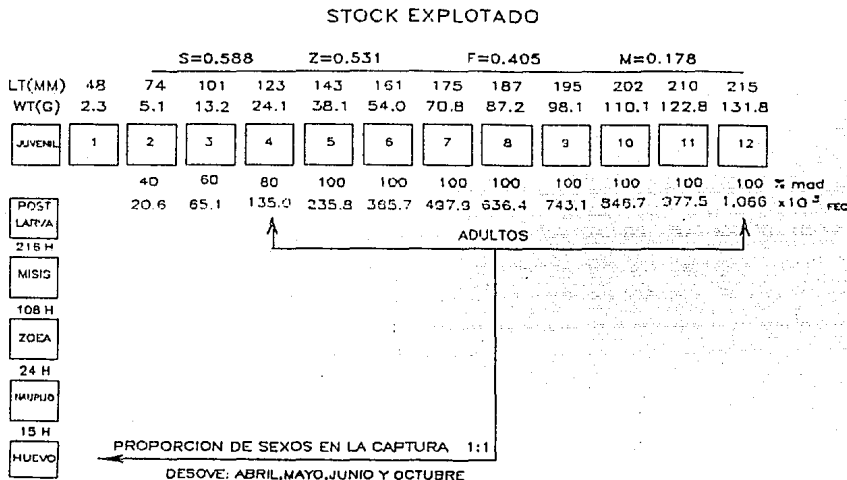 STOCK EXPLOTADO
S=0.588 Z=0.531 F=0.405 M=0.178
LT(MM) 48 74 101 123 143 161 175 187 195 202 210 215
WT(G) 2.3 5.1 13.2 24.1 38.1 54.0 70.8 87.2 98.1 110.1 122.8 131.8
JUVENIL 1 2 3 4 5 6 7 8 9 10 11 12
40 60 80 100 100 100 100 100 100 100 100 % mad
20.6 65.1 135.0 235.8 365.7 497.9 636.4 743.1 846.7 977.5 1.066 x10³ FEC
POST
LARVA
ADULTOS
216 H
MISIS
108 H
ZOEA
24 H
NAUPLIO
15 H
PROPORCION DE SEXOS EN LA CAPTURA 1:1
HUEVO
DESOVE: ABRIL,MAYO,JUNIO Y OCTUBRE